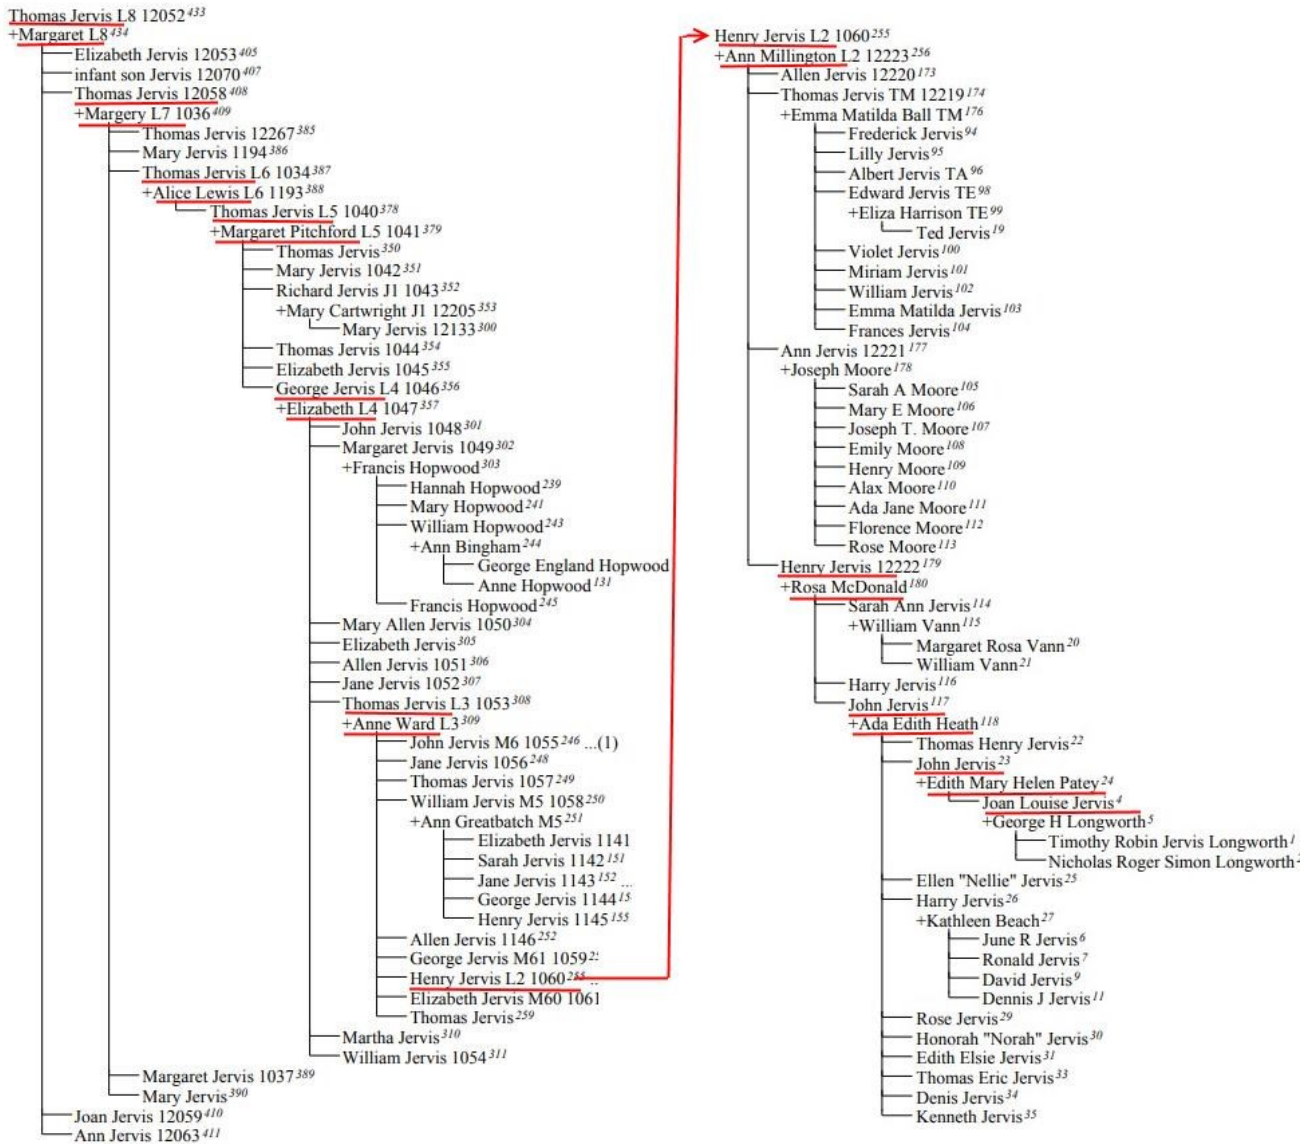 Thomas Jervis L8 12052 433
+Margaret L8 434
Elizabeth Jervis 12053 405
infant son Jervis 12070 407
Thomas Jervis 12058 408
+Margery L7 1036 409
Thomas Jervis 12267 385
Mary Jervis 1194 386
Thomas Jervis L6 1034 387
+Alice Lewis L6 1193 388
Thomas Jervis L5 1040 378
+Margaret Pitchford L5 1041 379
Thomas Jervis 350
Mary Jervis 1042 351
Richard Jervis J1 1043 352
+Mary Cartwright J1 12205 353
Mary Jervis 12133 300
Thomas Jervis 1044 354
Elizabeth Jervis 1045 355
George Jervis L4 1046 356
+Elizabeth L4 1047 357
John Jervis 1048 301
Margaret Jervis 1049 302
+Francis Hopwood 303
Hannah Hopwood 239
Mary Hopwood 241
William Hopwood 243
+Ann Bingham 244
George England Hopwood
Anne Hopwood 131
Francis Hopwood 245
Mary Allen Jervis 1050 304
Elizabeth Jervis 305
Allen Jervis 1051 306
Jane Jervis 1052 307
Thomas Jervis L3 1053 308
+Anne Ward L3 309
John Jervis M6 1055 246 ...(1)
Jane Jervis 1056 248
Thomas Jervis 1057 249
William Jervis M5 1058 250
+Ann Greatbatch M5 251
Elizabeth Jervis 1141
Sarah Jervis 1142 151
Jane Jervis 1143 152 ...
George Jervis 1144 15
Henry Jervis 1145 155
Allen Jervis 1146 252
George Jervis M61 1059
Henry Jervis L2 1060 255 ..
Elizabeth Jervis M60 1061
Thomas Jervis 259
Martha Jervis 310
William Jervis 1054 311
Margaret Jervis 1037 389
Mary Jervis 390
Joan Jervis 12059 410
Ann Jervis 12063 411
Henry Jervis L2 1060 255
+Ann Millington L2 12223 256
Allen Jervis 12220 173
Thomas Jervis TM 12219 174
+Emma Matilda Ball TM 176
Frederick Jervis 94
Lilly Jervis 95
Albert Jervis TA 96
Edward Jervis TE 98
+Eliza Harrison TE 99
Ted Jervis 19
Violet Jervis 100
Miriam Jervis 101
William Jervis 102
Emma Matilda Jervis 103
Frances Jervis 104
Ann Jervis 12221 177
+Joseph Moore 178
Sarah A Moore 105
Mary E Moore 106
Joseph T. Moore 107
Emily Moore 108
Henry Moore 109
Alax Moore 110
Ada Jane Moore 111
Florence Moore 112
Rose Moore 113
Henry Jervis 12222 179
+Rosa McDonald 180
Sarah Ann Jervis 114
+William Vann 115
Margaret Rosa Vann 20
William Vann 21
Harry Jervis 116
John Jervis 117
+Ada Edith Heath 118
Thomas Henry Jervis 22
John Jervis 23
+Edith Mary Helen Patey 24
Joan Louise Jervis 4
+George H Longworth 5
Timothy Robin Jervis Longworth 1
Nicholas Roger Simon Longworth 2
Ellen "Nellie" Jervis 25
Harry Jervis 26
+Kathleen Beach 27
June R Jervis 6
Ronald Jervis 7
David Jervis 9
Dennis J Jervis 11
Rose Jervis 29
Honorah "Norah" Jervis 30
Edith Elsie Jervis 31
Thomas Eric Jervis 33
Denis Jervis 34
Kenneth Jervis 35